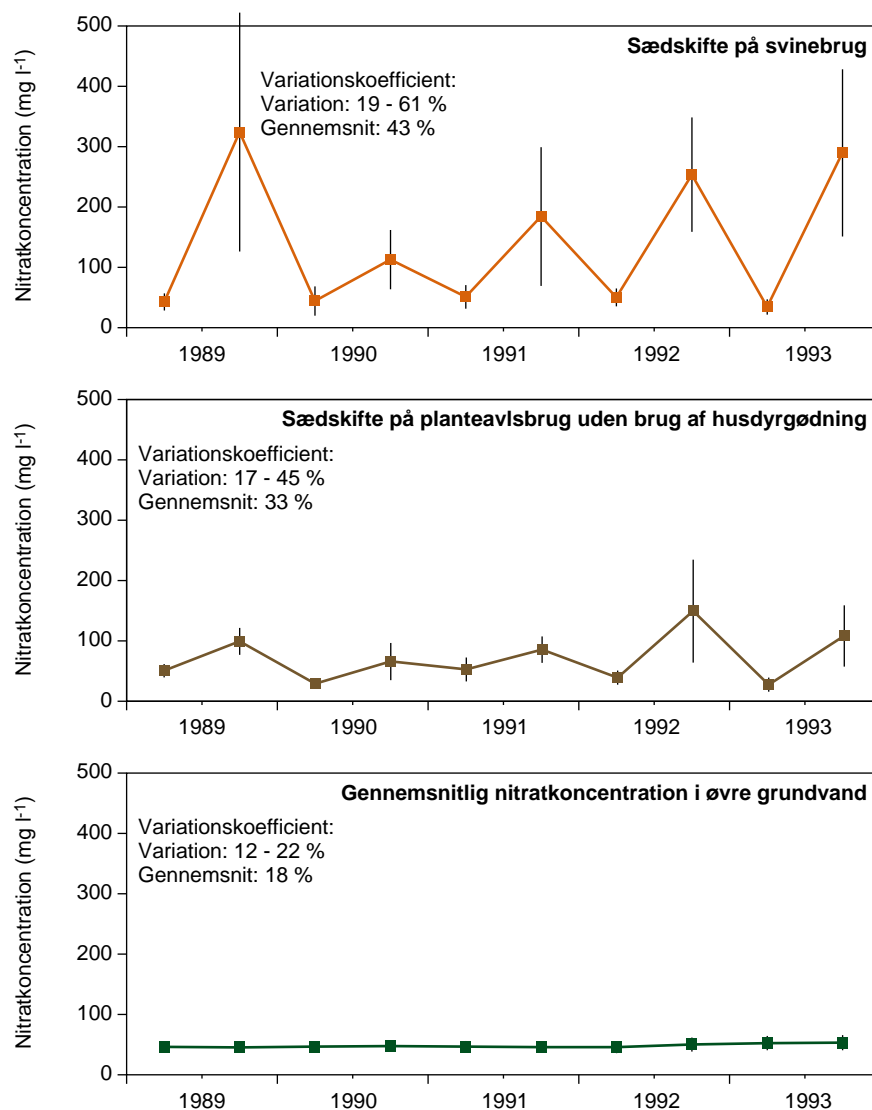 Sædskifte på svinebrug
Variationskoefficient:
Variation: 19 - 61 %
Gennemsnit: 43 %
Nitratkoncentration (mg l-1)
500
400
300
200
100
0
1989 1990 1991 1992 1993
Sædskifte på planteavlsbrug uden brug af husdyrgødning
Variationskoefficient:
Variation: 17 - 45 %
Gennemsnit: 33 %
Nitratkoncentration (mg l-1)
500
400
300
200
100
0
1989 1990 1991 1992 1993
Gennemsnitlig nitratkoncentration i øvre grundvand
Variationskoefficient:
Variation: 12 - 22 %
Gennemsnit: 18 %
Nitratkoncentration (mg l-1)
500
400
300
200
100
0
1989 1990 1991 1992 1993